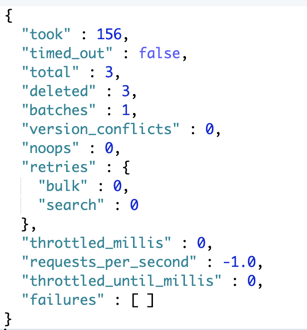 {
  "took" : 156,
  "timed_out" : false,
  "total" : 3,
  "deleted" : 3,
  "batches" : 1,
  "version_conflicts" : 0,
  "noops" : 0,
  "retries" : {
    "bulk" : 0,
    "search" : 0
  },
  "throttled_millis" : 0,
  "requests_per_second" : -1.0,
  "throttled_until_millis" : 0,
  "failures" : [ ]
}